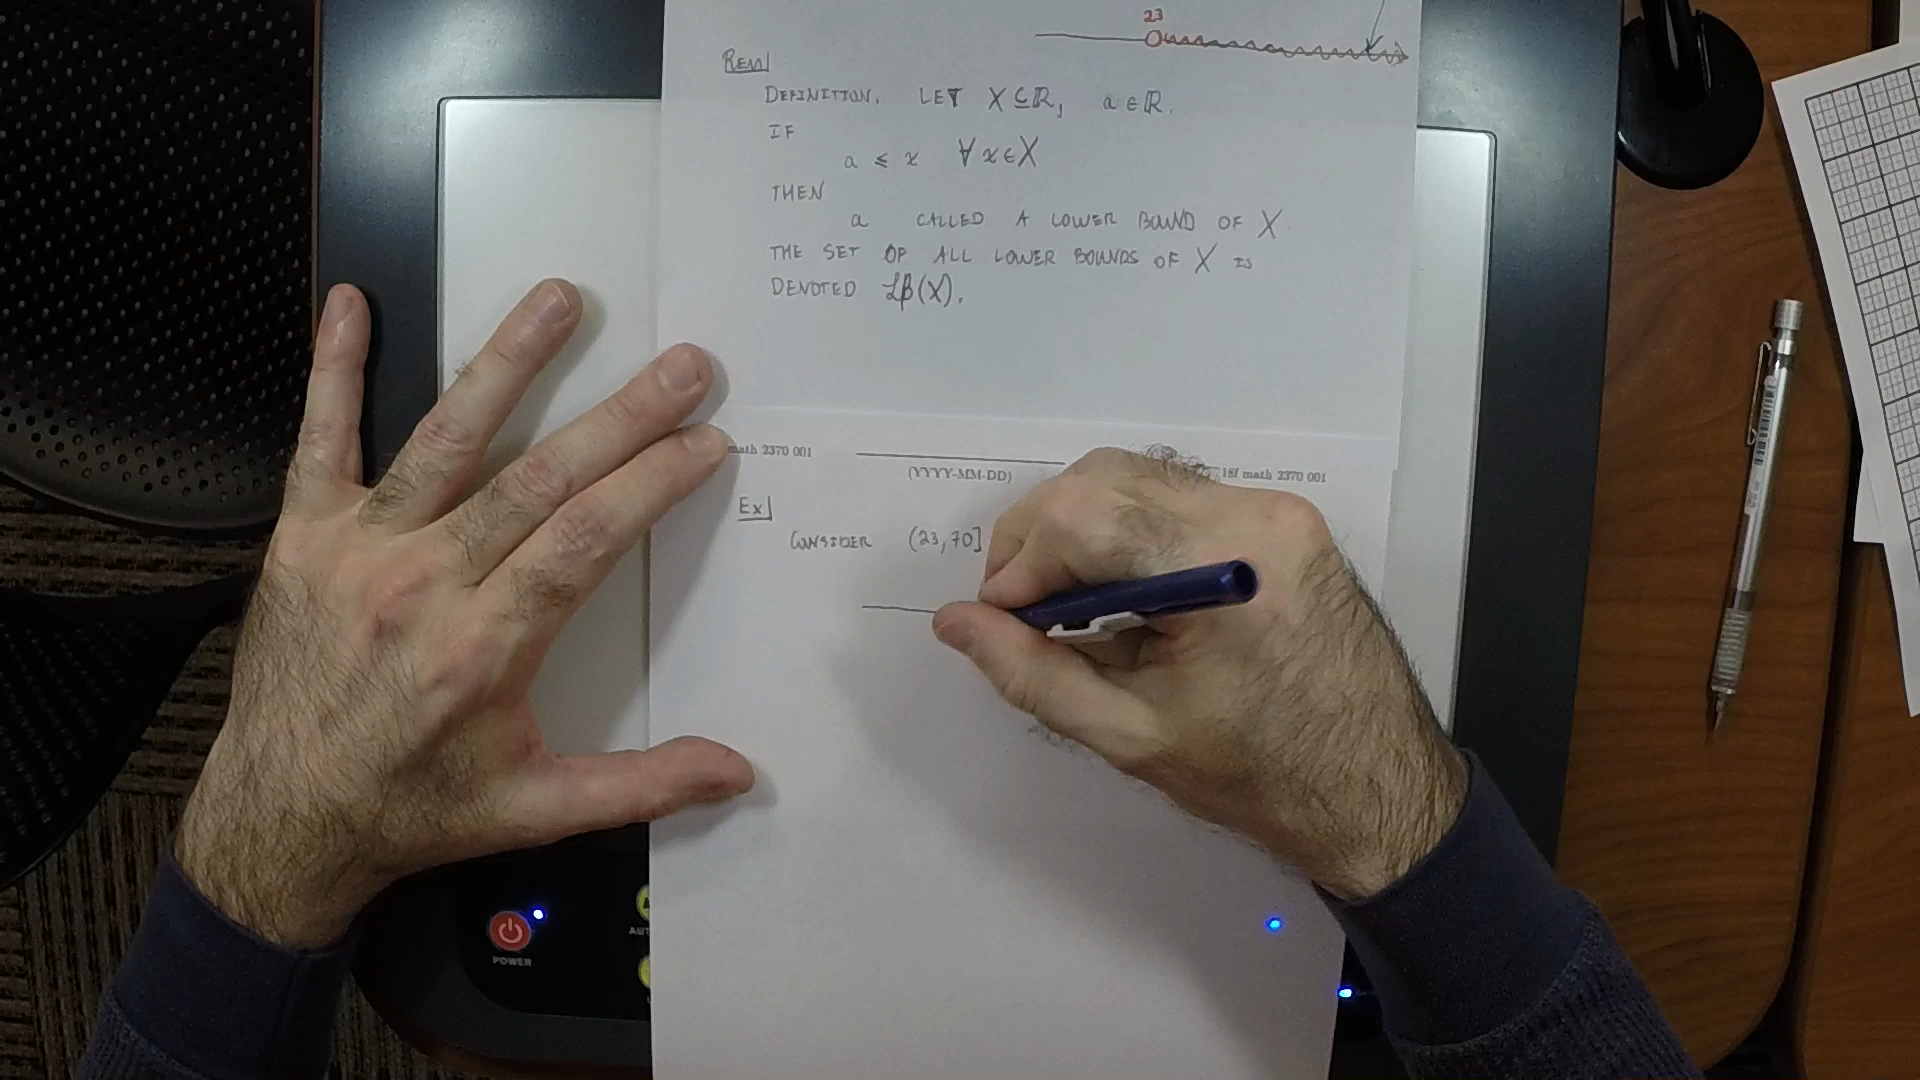 23
REM
DEFINITION. LET X ⊆ ℝ, a ∈ ℝ.
IF
a ≤ x ∀ x ∈ X
THEN
a CALLED A LOWER BOUND OF X.
THE SET OF ALL LOWER BOUNDS OF X IS
DENOTED ℒβ(X).
math 2370 001
(YYYY-MM-DD)
18f math 2370 001
Ex
CONSIDER (23, 70]
POWER